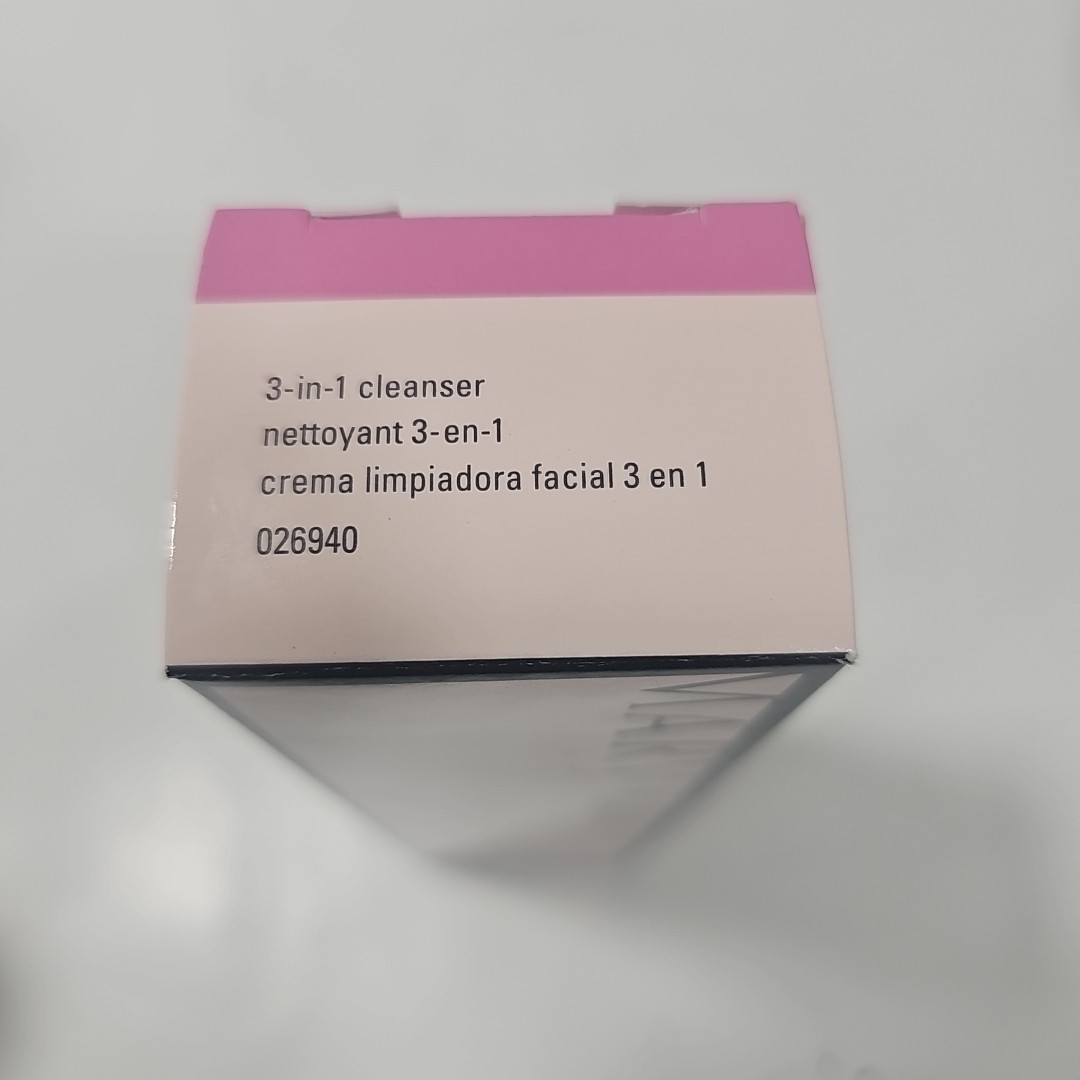 3-in-1 cleanser
nettoyant 3-en-1
crema limpiadora facial 3 en 1
026940